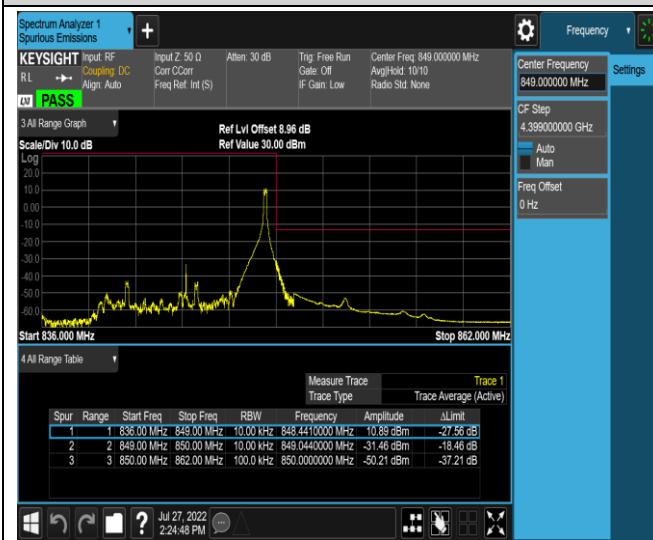 Spectrum Analyzer 1
Spurious Emissions
+
Frequency
KEYSIGHT Input: RF Input Z: 50 Ω Atten: 30 dB Trig: Free Run Center Freq: 849.000000 MHz
RL Coupling: DC Corr CCorr Gate: Off Avg|Hold: 10/10
Align: Auto Freq Ref: Int (S) IF Gain: Low Radio Std: None
LXI PASS
Center Frequency
849.000000 MHz
Settings
CF Step
4.399000000 GHz
Auto
Man
Freq Offset
0 Hz
3 All Range Graph
Ref Lvl Offset 8.96 dB
Scale/Div 10.0 dB Ref Value 30.00 dBm
Log
20.0
10.0
0.00
-10.0
-20.0
-30.0
-40.0
-50.0
-60.0
Start 836.000 MHz Stop 862.000 MHz
4 All Range Table
Measure Trace Trace 1
Trace Type Trace Average (Active)
Spur Range Start Freq Stop Freq RBW Frequency Amplitude ΔLimit
1 1 836.00 MHz 849.00 MHz 10.00 kHz 848.4410000 MHz 10.89 dBm -27.56 dB
2 2 849.00 MHz 850.00 MHz 10.00 kHz 849.0440000 MHz -31.46 dBm -18.46 dB
3 3 850.00 MHz 862.00 MHz 100.0 kHz 850.0000000 MHz -50.21 dBm -37.21 dB
? Jul 27, 2022
2:24:48 PM